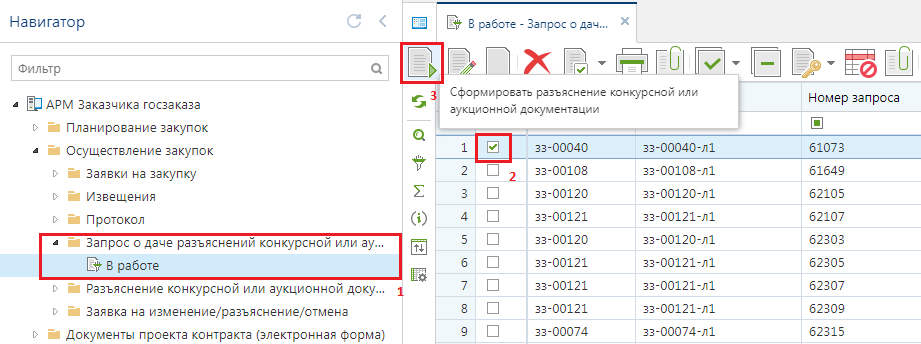 Навигатор
Фильтр
АРМ Заказчика госзаказа
Планирование закупок
Осуществление закупок
Заявки на закупку
Извещения
Протокол
Запрос о даче разъяснений конкурсной или ау...
В работе
1
Разъяснение конкурсной или аукционной доку...
Заявка на изменение/разъяснение/отмена
Документы проекта контракта (электронная форма)
В работе - Запрос о даче...
3
Сформировать разъяснение конкурсной или
аукционной документации
Номер запроса
1 зз-00040 зз-00040-л1 61073
2
2 зз-00108 зз-00108-л1 61649
3 зз-00120 зз-00120-л1 62105
4 зз-00121 зз-00121-л1 62107
5 зз-00120 зз-00120-л1 62303
6 зз-00121 зз-00121-л1 62305
7 зз-00121 зз-00121-л1 62307
8 зз-00121 зз-00121-л1 62309
9 зз-00074 зз-00074-л1 62315